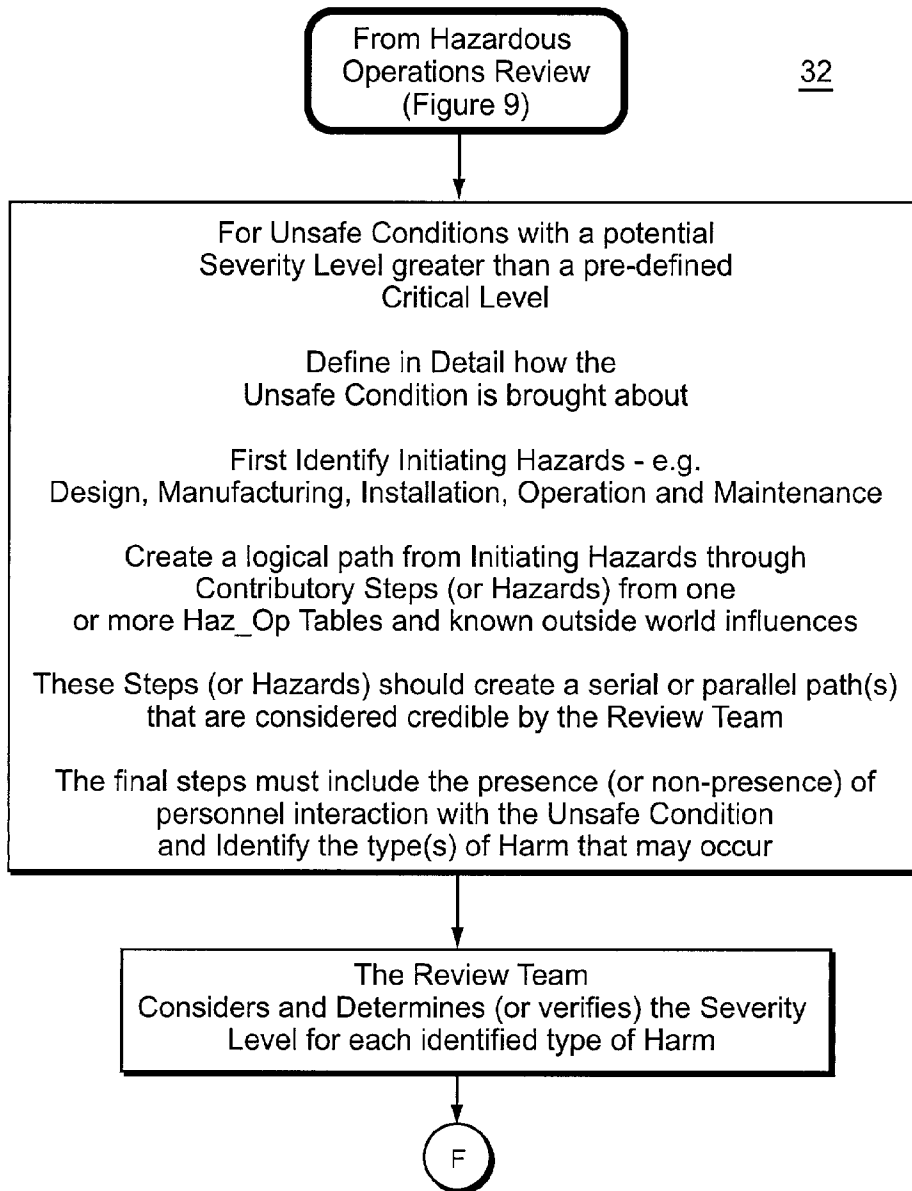 From Hazardous
Operations Review
(Figure 9)
32
For Unsafe Conditions with a potential
Severity Level greater than a pre-defined
Critical Level
Define in Detail how the
Unsafe Condition is brought about
First Identify Initiating Hazards - e.g.
Design, Manufacturing, Installation, Operation and Maintenance
Create a logical path from Initiating Hazards through
Contributory Steps (or Hazards) from one
or more Haz_Op Tables and known outside world influences
These Steps (or Hazards) should create a serial or parallel path(s)
that are considered credible by the Review Team
The final steps must include the presence (or non-presence) of
personnel interaction with the Unsafe Condition
and Identify the type(s) of Harm that may occur
The Review Team
Considers and Determines (or verifies) the Severity
Level for each identified type of Harm
F